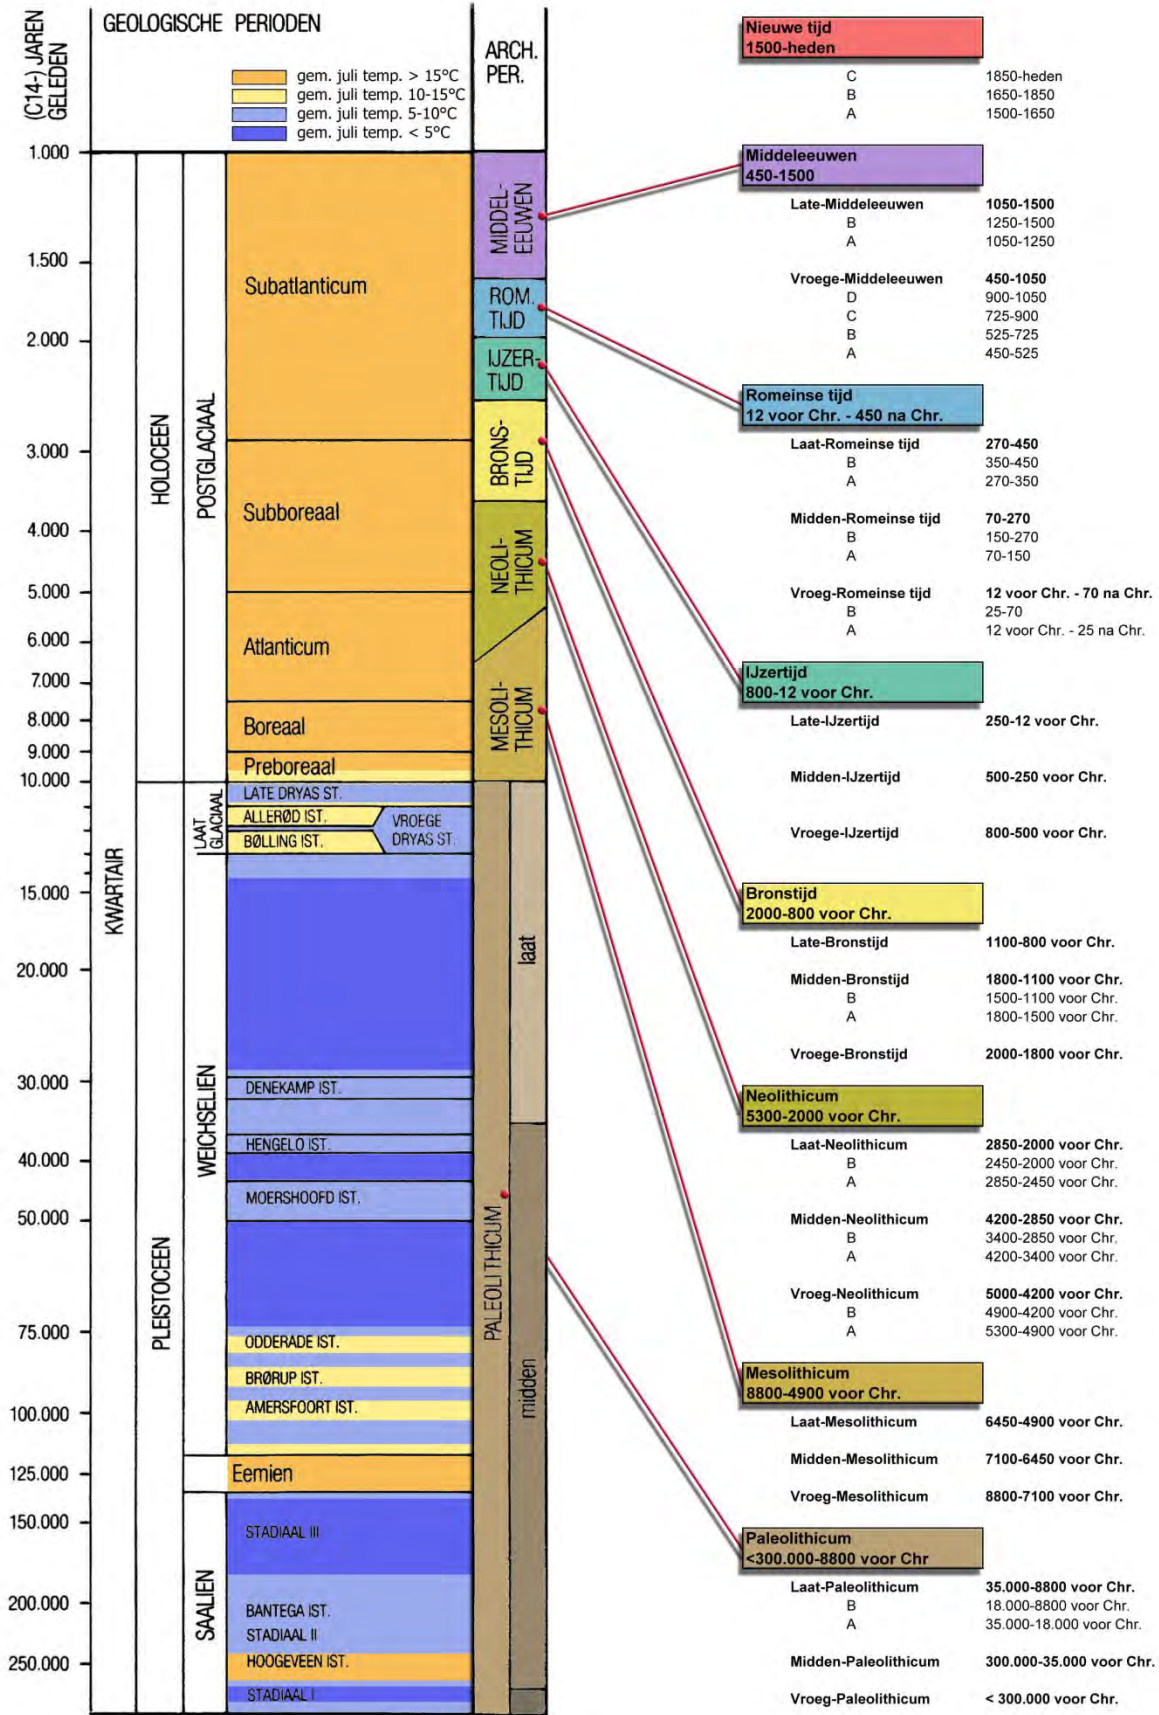 (C14-) JAREN
GELEDEN
GEOLOGISCHE PERIODEN
gem. juli temp. > 15°C
gem. juli temp. 10-15°C
gem. juli temp. 5-10°C
gem. juli temp. < 5°C
ARCH.
PER.
1.000
1.500
2.000
3.000
4.000
5.000
6.000
7.000
8.000
9.000
10.000
15.000
20.000
30.000
40.000
50.000
75.000
100.000
125.000
150.000
200.000
250.000
KWARTAIR
HOLOCEEN
PLEISTOCEEN
POSTGLACIAAL
LAAT
GLACIAAL
WEICHSELIEN
SAALIEN
Subatlanticum
Subboreaal
Atlanticum
Boreaal
Preboreaal
LATE DRYAS ST.
ALLERØD IST.
VROEGE
DRYAS ST.
BØLLING IST.
DENEKAMP IST.
HENGELO IST.
MOERSHOOFD IST.
ODDERADE IST.
BRØRUP IST.
AMERSFOORT IST.
Eemien
STADIAAL III
BANTEGA IST.
STADIAAL II
HOOGEVEEN IST.
STADIAAL I
MIDDEL-
EEUWEN
ROM.
TIJD
IJZER-
TIJD
BRONS-
TIJD
NEOLI-
THICUM
MESOLI-
THICUM
PALEOLITHICUM
laat
midden
Nieuwe tijd
1500-heden
C 1850-heden
B 1650-1850
A 1500-1650
Middeleeuwen
450-1500
Late-Middeleeuwen 1050-1500
B 1250-1500
A 1050-1250
Vroege-Middeleeuwen 450-1050
D 900-1050
C 725-900
B 525-725
A 450-525
Romeinse tijd
12 voor Chr. - 450 na Chr.
Laat-Romeinse tijd 270-450
B 350-450
A 270-350
Midden-Romeinse tijd 70-270
B 150-270
A 70-150
Vroeg-Romeinse tijd 12 voor Chr. - 70 na Chr.
B 25-70
A 12 voor Chr. - 25 na Chr.
IJzertijd
800-12 voor Chr.
Late-IJzertijd 250-12 voor Chr.
Midden-IJzertijd 500-250 voor Chr.
Vroege-IJzertijd 800-500 voor Chr.
Bronstijd
2000-800 voor Chr.
Late-Bronstijd 1100-800 voor Chr.
Midden-Bronstijd 1800-1100 voor Chr.
B 1500-1100 voor Chr.
A 1800-1500 voor Chr.
Vroege-Bronstijd 2000-1800 voor Chr.
Neolithicum
5300-2000 voor Chr.
Laat-Neolithicum 2850-2000 voor Chr.
B 2450-2000 voor Chr.
A 2850-2450 voor Chr.
Midden-Neolithicum 4200-2850 voor Chr.
B 3400-2850 voor Chr.
A 4200-3400 voor Chr.
Vroeg-Neolithicum 5000-4200 voor Chr.
B 4900-4200 voor Chr.
A 5300-4900 voor Chr.
Mesolithicum
8800-4900 voor Chr.
Laat-Mesolithicum 6450-4900 voor Chr.
Midden-Mesolithicum 7100-6450 voor Chr.
Vroeg-Mesolithicum 8800-7100 voor Chr.
Paleolithicum
<300.000-8800 voor Chr
Laat-Paleolithicum 35.000-8800 voor Chr.
B 18.000-8800 voor Chr.
A 35.000-18.000 voor Chr.
Midden-Paleolithicum 300.000-35.000 voor Chr.
Vroeg-Paleolithicum < 300.000 voor Chr.